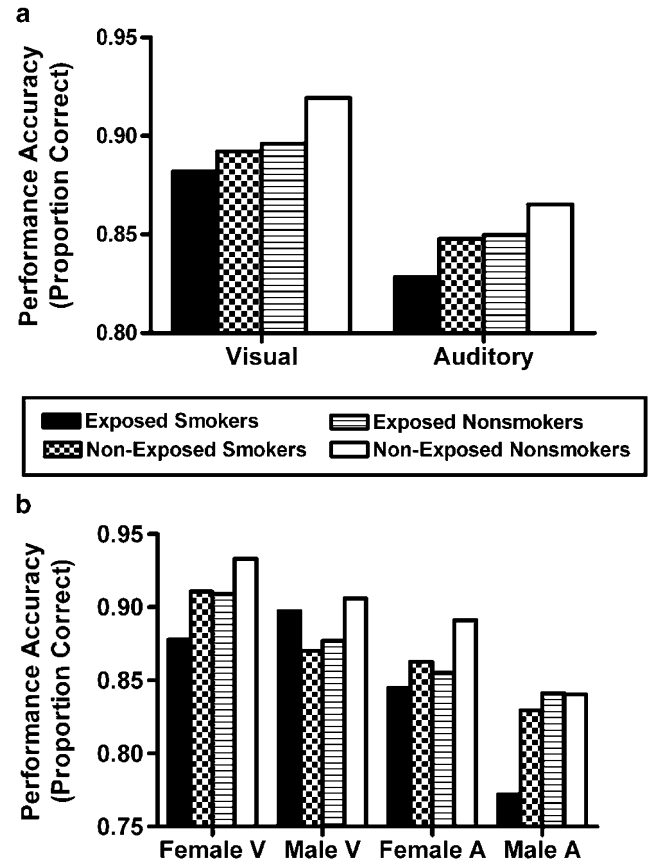 a
Performance Accuracy
(Proportion Correct)
0.95
0.90
0.85
0.80
Visual Auditory
Exposed Smokers Exposed Nonsmokers
Non-Exposed Smokers Non-Exposed Nonsmokers
b
Performance Accuracy
(Proportion Correct)
0.95
0.90
0.85
0.80
0.75
Female V Male V Female A Male A